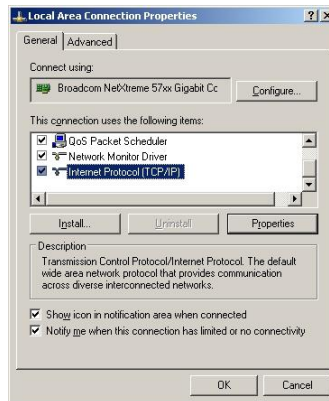 Local Area Connection Properties
General Advanced
Connect using:
Broadcom NetXtreme 57xx Gigabit Cc
Configure...
This connection uses the following items:
QoS Packet Scheduler
Network Monitor Driver
Internet Protocol (TCP/IP)
Install... Uninstall Properties
Description
Transmission Control Protocol/Internet Protocol. The default
wide area network protocol that provides communication
across diverse interconnected networks.
Show icon in notification area when connected
Notify me when this connection has limited or no connectivity
OK Cancel